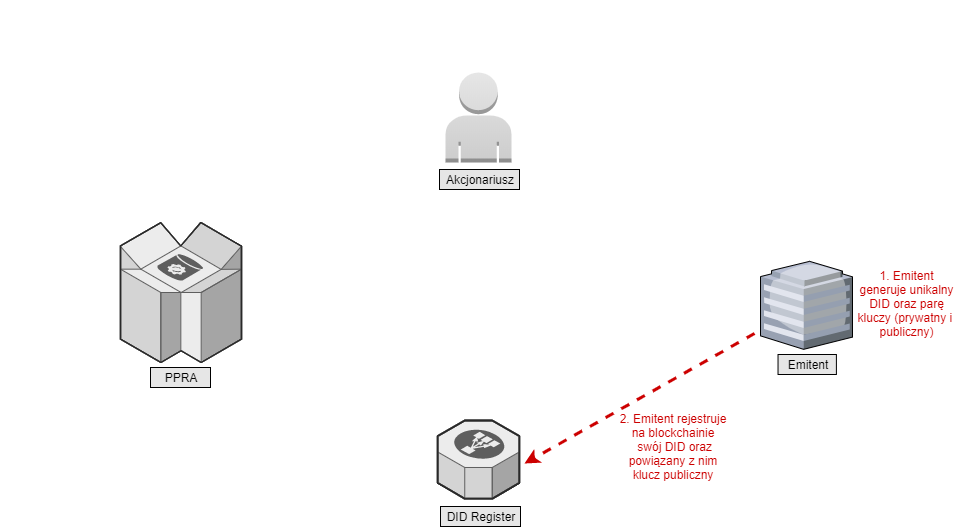 Akcjonariusz
1. Emitent
generuje unikalny
DID oraz parę
kluczy (prywatny i
publiczny)
Emitent
PPRA
2. Emitent rejestruje
na blockchainie
swój DID oraz
powiązany z nim
klucz publiczny
DID Register